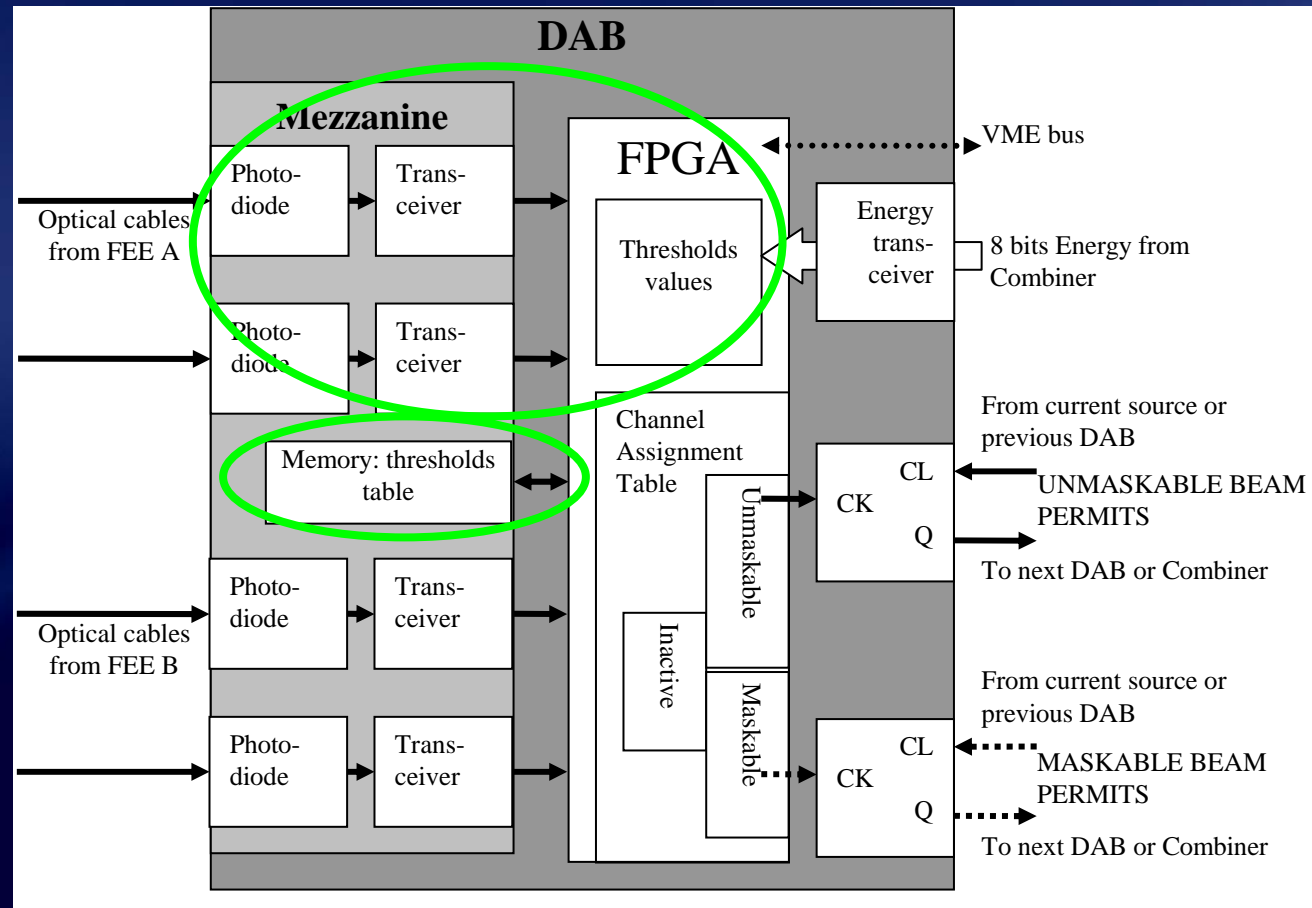 DAB
Mezzanine
Photo-
diode
Trans-
ceiver
Optical cables
from FEE A
Photo-
diode
Trans-
ceiver
Memory: thresholds
table
Photo-
diode
Trans-
ceiver
Optical cables
from FEE B
Photo-
diode
Trans-
ceiver
FPGA
Thresholds
values
Channel
Assignment
Table
Unmaskable
Inactive
Maskable
VME bus
Energy
trans-
ceiver
8 bits Energy from
Combiner
From current source or
previous DAB
CL
CK
Q
UNMASKABLE BEAM
PERMITS
To next DAB or Combiner
From current source or
previous DAB
CL
CK
Q
MASKABLE BEAM
PERMITS
To next DAB or Combiner